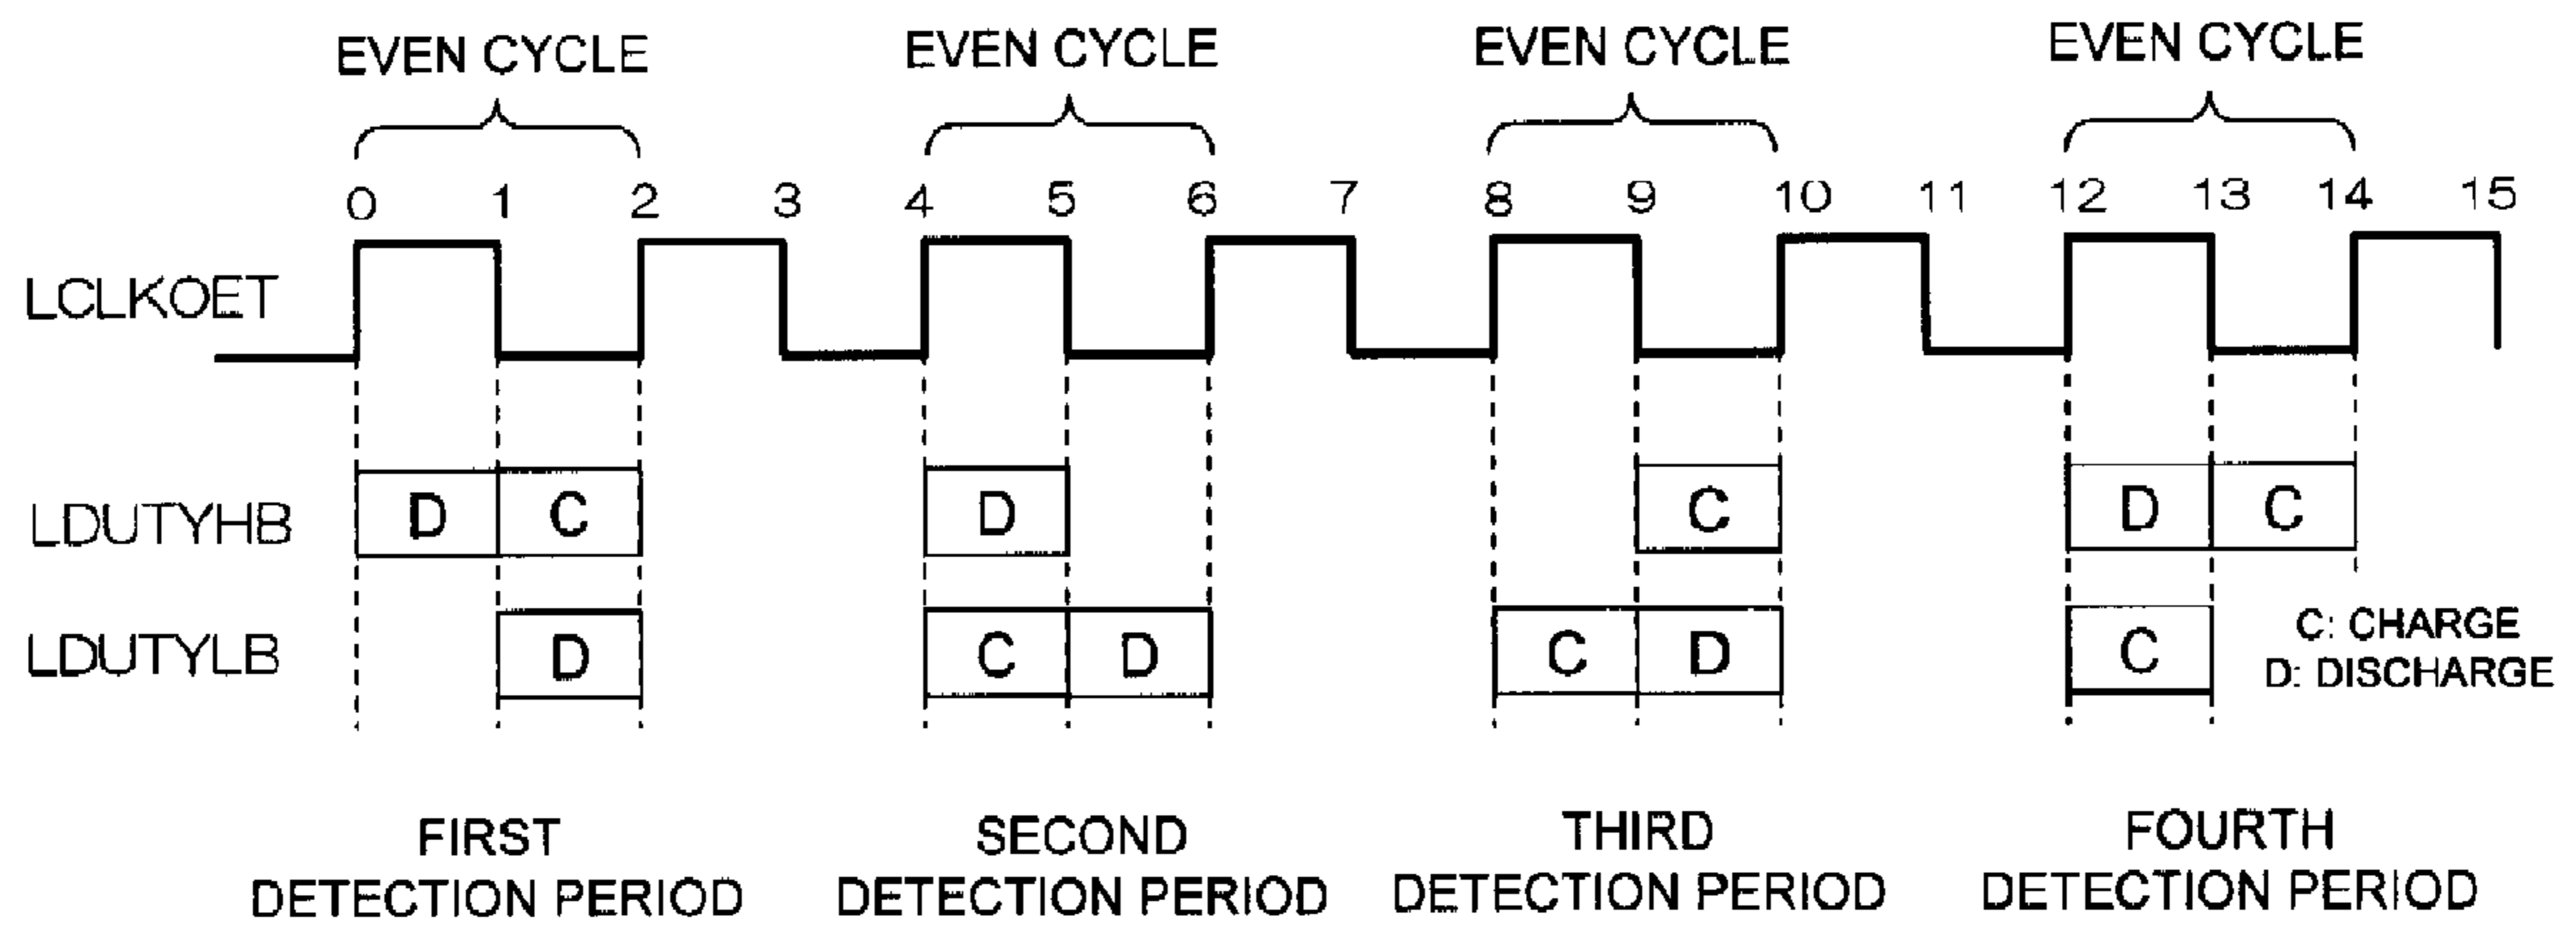 EVEN CYCLE EVEN CYCLE EVEN CYCLE EVEN CYCLE
0 1 2 3 4 5 6 7 8 9 10 11 12 13 14 15
LCLKOET
LDUTYHB D C D C D C
LDUTYLB D C D C D C
C: CHARGE
D: DISCHARGE
FIRST
DETECTION PERIOD
SECOND
DETECTION PERIOD
THIRD
DETECTION PERIOD
FOURTH
DETECTION PERIOD